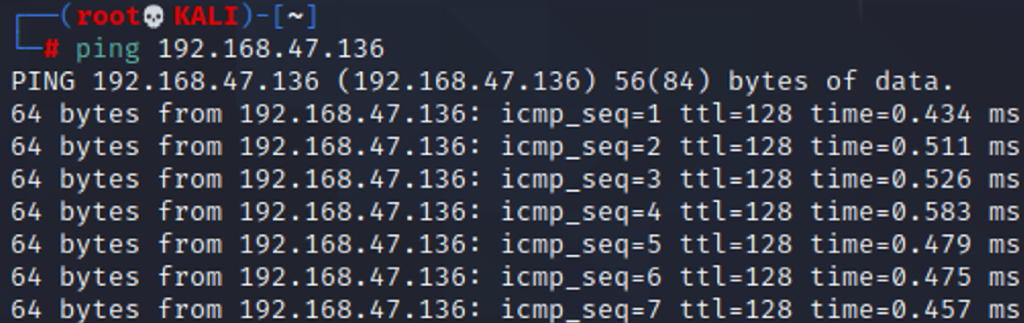 ┌──(root💀KALI)-[~]
└─# ping 192.168.47.136
PING 192.168.47.136 (192.168.47.136) 56(84) bytes of data.
64 bytes from 192.168.47.136: icmp_seq=1 ttl=128 time=0.434 ms
64 bytes from 192.168.47.136: icmp_seq=2 ttl=128 time=0.511 ms
64 bytes from 192.168.47.136: icmp_seq=3 ttl=128 time=0.526 ms
64 bytes from 192.168.47.136: icmp_seq=4 ttl=128 time=0.583 ms
64 bytes from 192.168.47.136: icmp_seq=5 ttl=128 time=0.479 ms
64 bytes from 192.168.47.136: icmp_seq=6 ttl=128 time=0.475 ms
64 bytes from 192.168.47.136: icmp_seq=7 ttl=128 time=0.457 ms